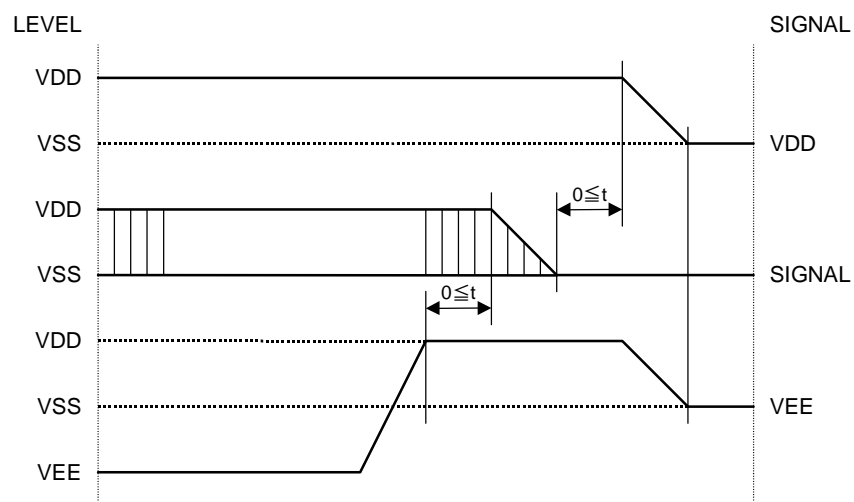 LEVEL SIGNAL
VDD
VSS VDD
VDD
0≦t
VSS SIGNAL
0≦t
VDD
VSS VEE
VEE